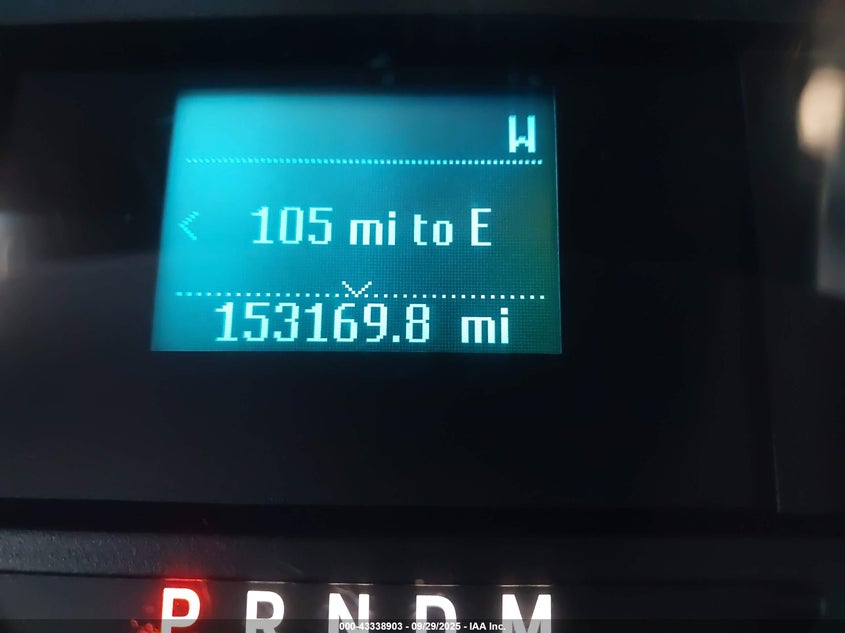 W
< 105 mi to E
153169.8 mi
P R N D M
000-43338903 - 09/29/2025 - IAA Inc.